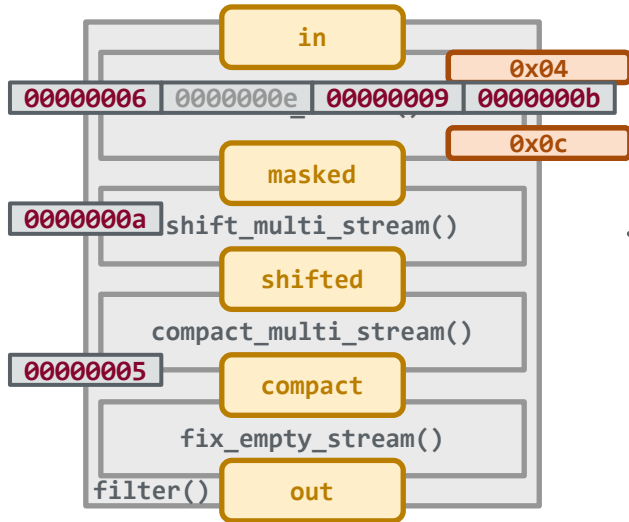 in
0x04
00000006 0000000e 00000009 0000000b
0x0c
masked
0000000a shift_multi_stream()
shifted
compact_multi_stream()
00000005 compact
fix_empty_stream()
filter() out